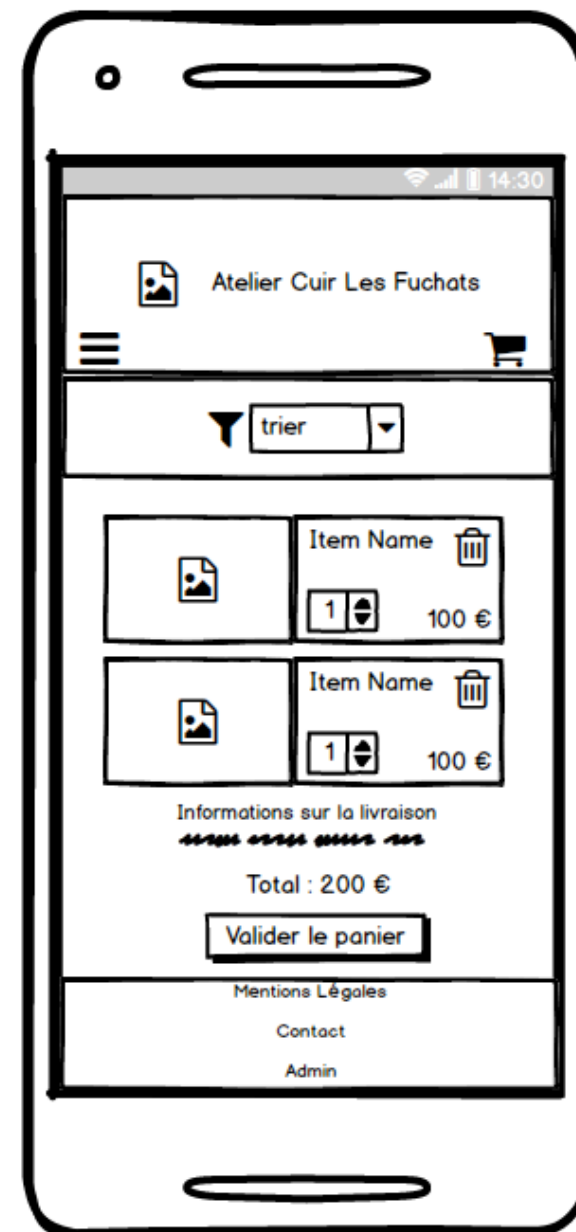 14:30
Atelier Cuir Les Fuchats
trier
Item Name
1
100 €
Item Name
1
100 €
Informations sur la livraison
Total : 200 €
Valider le panier
Mentions Légales
Contact
Admin